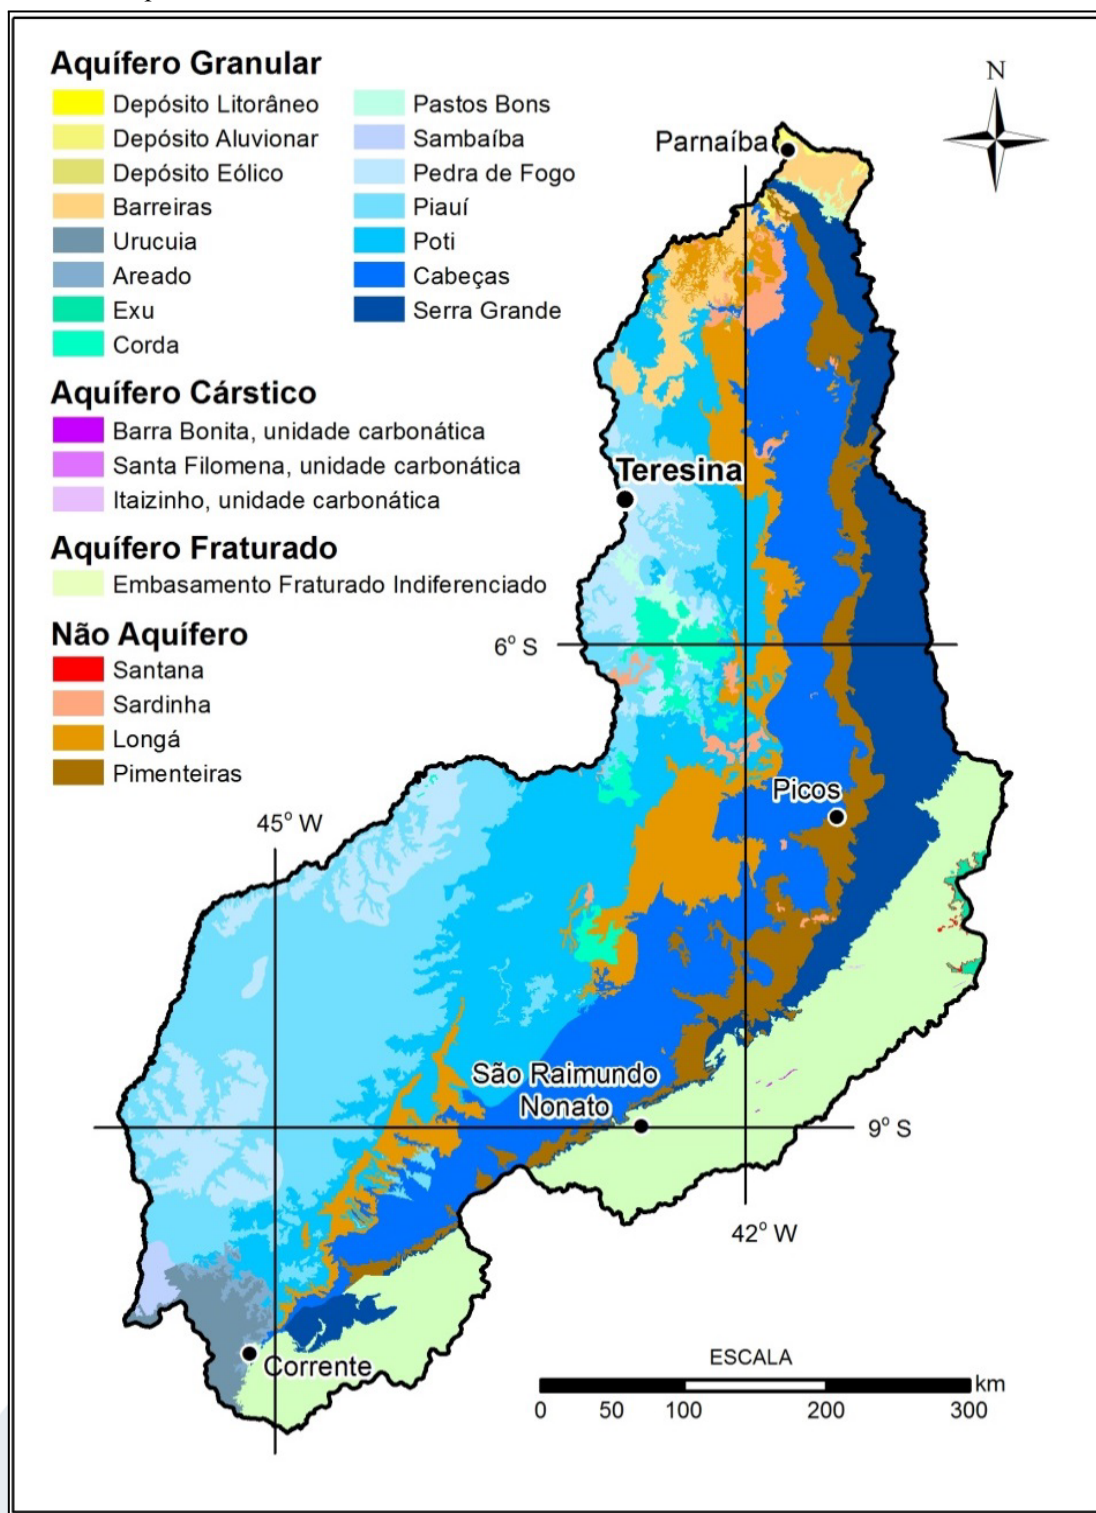 Aquífero Granular
Depósito Litorâneo
Depósito Aluvionar
Depósito Eólico
Barreiras
Urucuia
Areado
Exu
Corda
Pastos Bons
Sambaíba
Pedra de Fogo
Piauí
Poti
Cabeças
Serra Grande
Aquífero Cárstico
Barra Bonita, unidade carbonática
Santa Filomena, unidade carbonática
Itaizinho, unidade carbonática
Aquífero Fraturado
Embasamento Fraturado Indiferenciado
Não Aquífero
Santana
Sardinha
Longá
Pimenteiras
N
Parnaíba
Teresina
6° S
Picos
45° W
São Raimundo
Nonato
9° S
42° W
Corrente
ESCALA
km
0 50 100 200 300